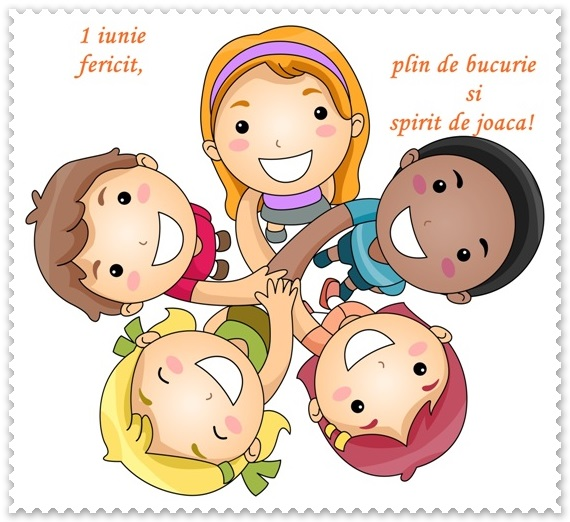 1 iunie
fericit,
plin de bucurie
si
spirit de joaca!